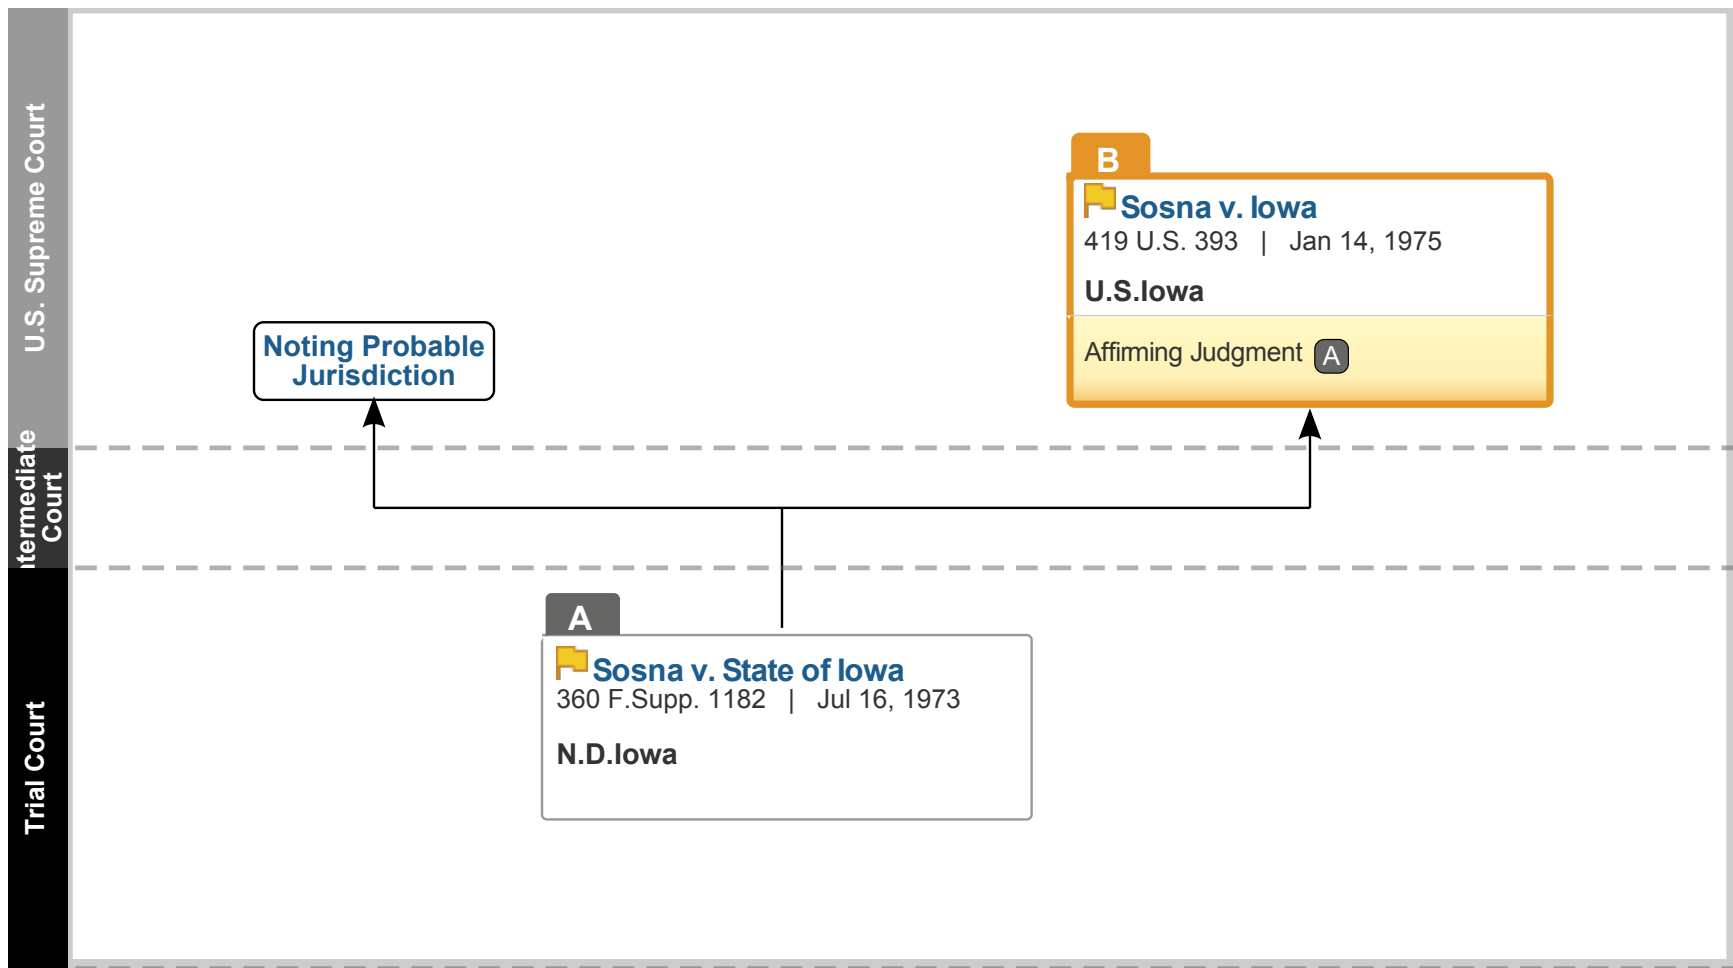 U.S. Supreme Court
B
Sosna v. Iowa
419 U.S. 393 | Jan 14, 1975
U.S.Iowa
Affirming Judgment A
Noting Probable
Jurisdiction
ntermediate
Court
A
Sosna v. State of Iowa
360 F.Supp. 1182 | Jul 16, 1973
N.D.Iowa
Trial Court